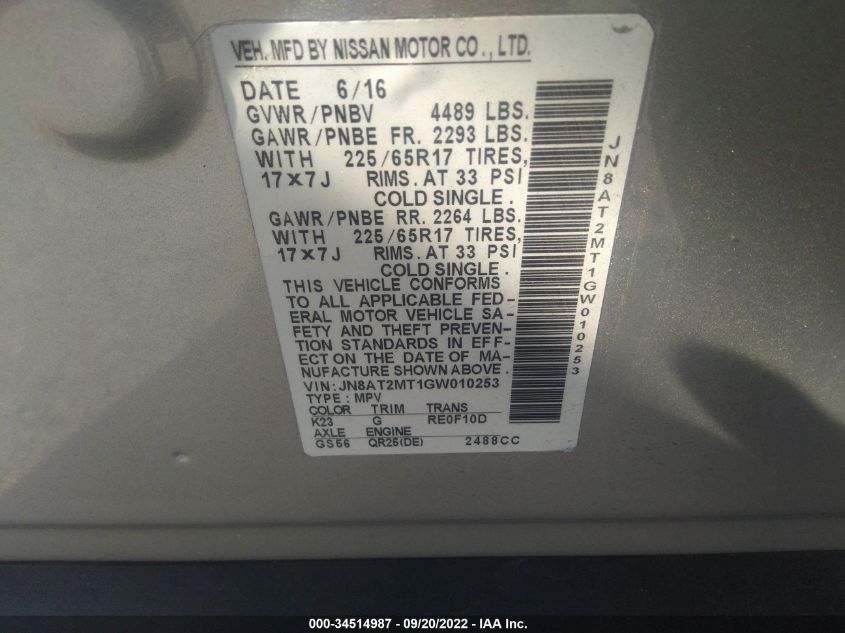 VEH. MFD BY NISSAN MOTOR CO., LTD.
DATE 6/16
GVWR/PNBV 4489 LBS.
GAWR/PNBE FR. 2293 LBS.
WITH 225/65R17 TIRES,
17×7J RIMS. AT 33 PSI
COLD SINGLE.
GAWR/PNBE RR. 2264 LBS.
WITH 225/65R17 TIRES,
17×7J RIMS. AT 33 PSI
COLD SINGLE.
THIS VEHICLE CONFORMS
TO ALL APPLICABLE FED-
ERAL MOTOR VEHICLE SA-
FETY AND THEFT PREVEN-
TION STANDARDS IN EFF-
ECT ON THE DATE OF MA-
NUFACTURE SHOWN ABOVE.
VIN: JN8AT2MT1GW010253
TYPE: MPV
COLOR TRIM TRANS
K23 G RE0F10D
AXLE ENGINE
GS56 QR25(DE) 2488CC
JN8AT2MT1GW010253
000-34514987 - 09/20/2022 - IAA Inc.